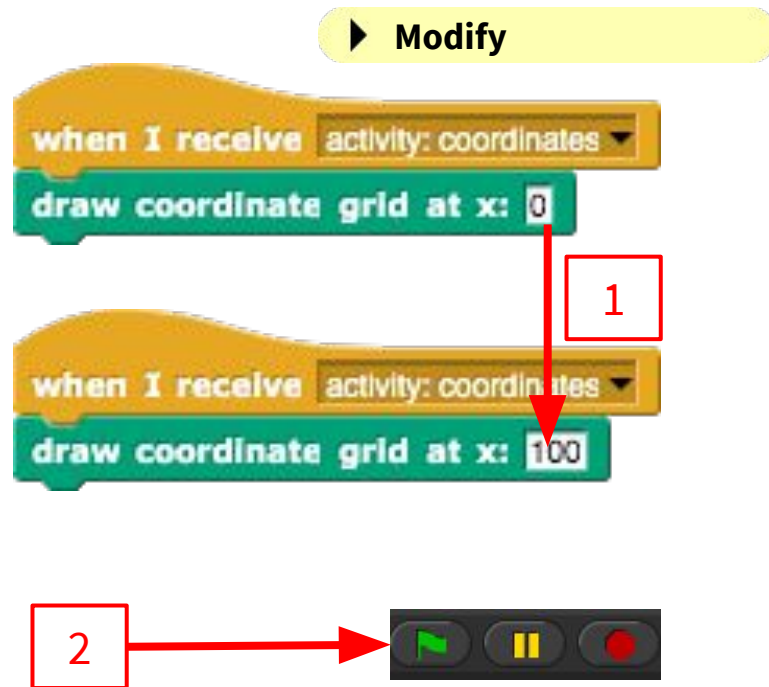 Modify
when I receive activity: coordinates
draw coordinate grid at x: 0
1
when I receive activity: coordinates
draw coordinate grid at x: 100
2